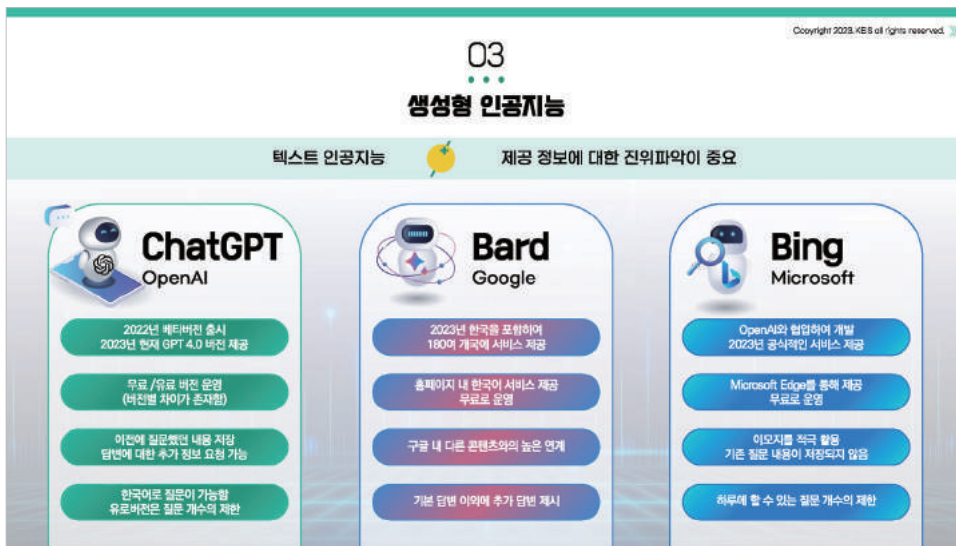 Copyright 2023.KBS all rights reserved.
03
생성형 인공지능
텍스트 인공지능
제공 정보에 대한 진위파악이 중요
ChatGPT
OpenAI
2022년 베타버전 출시
2023년 현재 GPT 4.0 버전 제공
무료 /유료 버전 운영
(버전별 차이가 존재함)
이전에 질문했던 내용 저장
답변에 대한 추가 정보 요청 가능
한국어로 질문이 가능함
유로버전은 질문 개수의 제한
Bard
Google
2023년 한국을 포함하여
180여 개국에 서비스 제공
홈페이지 내 한국어 서비스 제공
무료로 운영
구글 내 다른 콘텐츠와의 높은 연계
기본 답변 이외에 추가 답변 제시
Bing
Microsoft
OpenAI와 협업하여 개발
2023년 공식적인 서비스 제공
Microsoft Edge를 통해 제공
무료로 운영
이모지를 적극 활용
기존 질문 내용이 저장되지 않음
하루에 할 수 있는 질문 개수의 제한